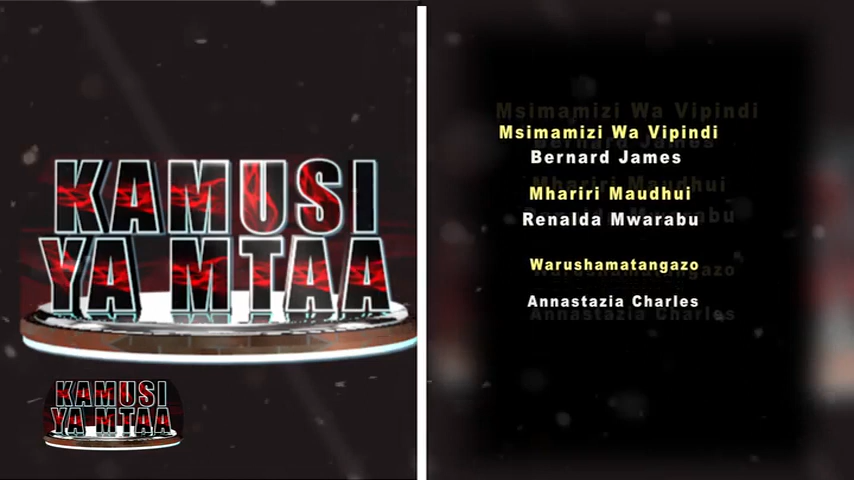 KAMUSI
YA MTAA
KAMUSI
YA MTAA
Msimamizi Wa Vipindi
Bernard James
Mhariri Maudhui
Renalda Mwarabu
Warushamatangazo
Annastazia Charles